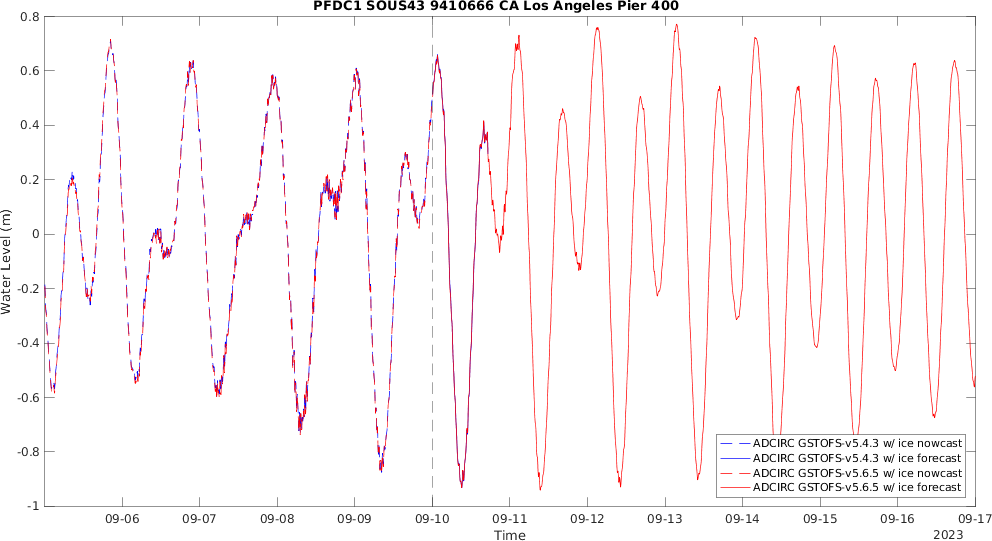 PFDC1 SOUS43 9410666 CA Los Angeles Pier 400
Water Level (m)
0.8
0.6
0.4
0.2
0
-0.2
-0.4
-0.6
-0.8
-1
ADCIRC GSTOFS-v5.4.3 w/ ice nowcast
ADCIRC GSTOFS-v5.4.3 w/ ice forecast
ADCIRC GSTOFS-v5.6.5 w/ ice nowcast
ADCIRC GSTOFS-v5.6.5 w/ ice forecast
09-06 09-07 09-08 09-09 09-10 09-11 09-12 09-13 09-14 09-15 09-16 09-17
Time
2023